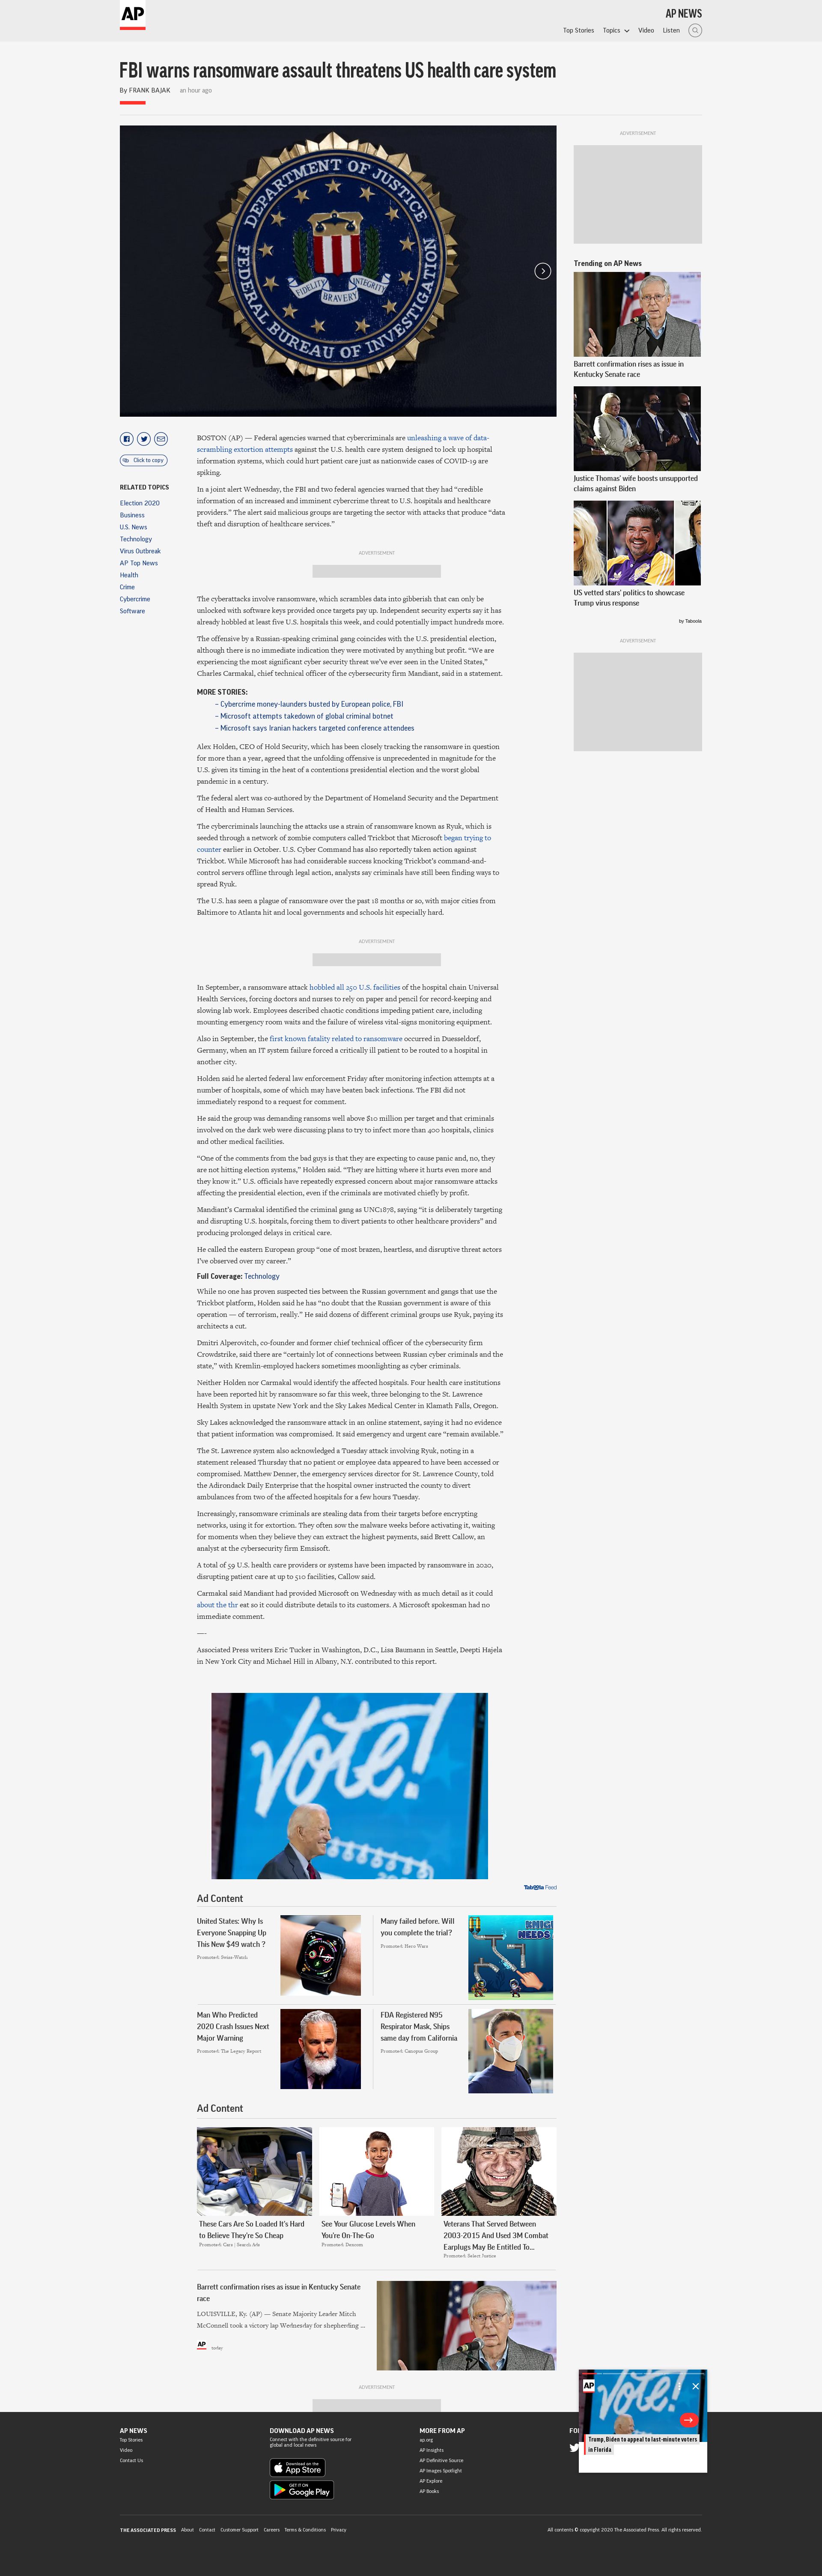 AP
AP NEWS
Top Stories Topics Video Listen
FBI warns ransomware assault threatens US health care system
By FRANK BAJAK an hour ago
DEPARTMENT OF JUSTICE
FIDELITY BRAVERY INTEGRITY
FEDERAL BUREAU OF INVESTIGATION
ADVERTISEMENT
Trending on AP News
Barrett confirmation rises as issue in
Kentucky Senate race
Justice Thomas' wife boosts unsupported
claims against Biden
US vetted stars' politics to showcase
Trump virus response
by Taboola
ADVERTISEMENT
Click to copy
RELATED TOPICS
Election 2020
Business
U.S. News
Technology
Virus Outbreak
AP Top News
Health
Crime
Cybercrime
Software
BOSTON (AP) — Federal agencies warned that cybercriminals are unleashing a wave of data-
scrambling extortion attempts against the U.S. health care system designed to lock up hospital
information systems, which could hurt patient care just as nationwide cases of COVID-19 are
spiking.
In a joint alert Wednesday, the FBI and two federal agencies warned that they had “credible
information of an increased and imminent cybercrime threat to U.S. hospitals and healthcare
providers.” The alert said malicious groups are targeting the sector with attacks that produce “data
theft and disruption of healthcare services.”
ADVERTISEMENT
The cyberattacks involve ransomware, which scrambles data into gibberish that can only be
unlocked with software keys provided once targets pay up. Independent security experts say it has
already hobbled at least five U.S. hospitals this week, and could potentially impact hundreds more.
The offensive by a Russian-speaking criminal gang coincides with the U.S. presidential election,
although there is no immediate indication they were motivated by anything but profit. “We are
experiencing the most significant cyber security threat we’ve ever seen in the United States,”
Charles Carmakal, chief technical officer of the cybersecurity firm Mandiant, said in a statement.
MORE STORIES:
– Cybercrime money-launders busted by European police, FBI
– Microsoft attempts takedown of global criminal botnet
– Microsoft says Iranian hackers targeted conference attendees
Alex Holden, CEO of Hold Security, which has been closely tracking the ransomware in question
for more than a year, agreed that the unfolding offensive is unprecedented in magnitude for the
U.S. given its timing in the heat of a contentions presidential election and the worst global
pandemic in a century.
The federal alert was co-authored by the Department of Homeland Security and the Department
of Health and Human Services.
The cybercriminals launching the attacks use a strain of ransomware known as Ryuk, which is
seeded through a network of zombie computers called Trickbot that Microsoft began trying to
counter earlier in October. U.S. Cyber Command has also reportedly taken action against
Trickbot. While Microsoft has had considerable success knocking Trickbot’s command-and-
control servers offline through legal action, analysts say criminals have still been finding ways to
spread Ryuk.
The U.S. has seen a plague of ransomware over the past 18 months or so, with major cities from
Baltimore to Atlanta hit and local governments and schools hit especially hard.
ADVERTISEMENT
In September, a ransomware attack hobbled all 250 U.S. facilities of the hospital chain Universal
Health Services, forcing doctors and nurses to rely on paper and pencil for record-keeping and
slowing lab work. Employees described chaotic conditions impeding patient care, including
mounting emergency room waits and the failure of wireless vital-signs monitoring equipment.
Also in September, the first known fatality related to ransomware occurred in Duesseldorf,
Germany, when an IT system failure forced a critically ill patient to be routed to a hospital in
another city.
Holden said he alerted federal law enforcement Friday after monitoring infection attempts at a
number of hospitals, some of which may have beaten back infections. The FBI did not
immediately respond to a request for comment.
He said the group was demanding ransoms well above $10 million per target and that criminals
involved on the dark web were discussing plans to try to infect more than 400 hospitals, clinics
and other medical facilities.
“One of the comments from the bad guys is that they are expecting to cause panic and, no, they
are not hitting election systems,” Holden said. “They are hitting where it hurts even more and
they know it.” U.S. officials have repeatedly expressed concern about major ransomware attacks
affecting the presidential election, even if the criminals are motivated chiefly by profit.
Mandiant’s Carmakal identified the criminal gang as UNC1878, saying “it is deliberately targeting
and disrupting U.S. hospitals, forcing them to divert patients to other healthcare providers” and
producing prolonged delays in critical care.
He called the eastern European group “one of most brazen, heartless, and disruptive threat actors
I’ve observed over my career.”
Full Coverage: Technology
While no one has proven suspected ties between the Russian government and gangs that use the
Trickbot platform, Holden said he has “no doubt that the Russian government is aware of this
operation — of terrorism, really.” He said dozens of different criminal groups use Ryuk, paying its
architects a cut.
Dmitri Alperovitch, co-founder and former chief technical officer of the cybersecurity firm
Crowdstrike, said there are “certainly lot of connections between Russian cyber criminals and the
state,” with Kremlin-employed hackers sometimes moonlighting as cyber criminals.
Neither Holden nor Carmakal would identify the affected hospitals. Four health care institutions
have been reported hit by ransomware so far this week, three belonging to the St. Lawrence
Health System in upstate New York and the Sky Lakes Medical Center in Klamath Falls, Oregon.
Sky Lakes acknowledged the ransomware attack in an online statement, saying it had no evidence
that patient information was compromised. It said emergency and urgent care “remain available.”
The St. Lawrence system also acknowledged a Tuesday attack involving Ryuk, noting in a
statement released Thursday that no patient or employee data appeared to have been accessed or
compromised. Matthew Denner, the emergency services director for St. Lawrence County, told
the Adirondack Daily Enterprise that the hospital owner instructed the county to divert
ambulances from two of the affected hospitals for a few hours Tuesday.
Increasingly, ransomware criminals are stealing data from their targets before encrypting
networks, using it for extortion. They often sow the malware weeks before activating it, waiting
for moments when they believe they can extract the highest payments, said Brett Callow, an
analyst at the cybersecurity firm Emsisoft.
A total of 59 U.S. health care providers or systems have been impacted by ransomware in 2020,
disrupting patient care at up to 510 facilities, Callow said.
Carmakal said Mandiant had provided Microsoft on Wednesday with as much detail as it could
about the thr eat so it could distribute details to its customers. A Microsoft spokesman had no
immediate comment.
—-
Associated Press writers Eric Tucker in Washington, D.C., Lisa Baumann in Seattle, Deepti Hajela
in New York City and Michael Hill in Albany, N.Y. contributed to this report.
vote!
Taboola Feed
Ad Content
United States: Why Is
Everyone Snapping Up
This New $49 watch ?
Promoted: Swiss-Watch
Many failed before. Will
you complete the trial?
Promoted: Hero Wars
KNIGHT
NEEDS
Man Who Predicted
2020 Crash Issues Next
Major Warning
Promoted: The Legacy Report
FDA Registered N95
Respirator Mask, Ships
same day from California
Promoted: Canopus Group
Ad Content
These Cars Are So Loaded It's Hard
to Believe They're So Cheap
Promoted: Cars | Search Ads
See Your Glucose Levels When
You're On-The-Go
Promoted: Dexcom
Veterans That Served Between
2003-2015 And Used 3M Combat
Earplugs May Be Entitled To...
Promoted: Select Justice
Barrett confirmation rises as issue in Kentucky Senate
race
LOUISVILLE, Ky. (AP) — Senate Majority Leader Mitch
McConnell took a victory lap Wednesday for shepherding ...
AP today
ADVERTISEMENT
AP
Trump, Biden to appeal to last-minute voters
in Florida
AP NEWS
Top Stories
Video
Contact Us
DOWNLOAD AP NEWS
Connect with the definitive source for
global and local news
Download on the
App Store
GET IT ON
Google Play
MORE FROM AP
ap.org
AP Insights
AP Definitive Source
AP Images Spotlight
AP Explore
AP Books
THE ASSOCIATED PRESS About Contact Customer Support Careers Terms & Conditions Privacy
All contents © copyright 2020 The Associated Press. All rights reserved.